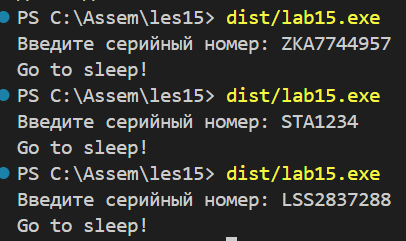 PS C:\Assem\les15> dist/lab15.exe
Введите серийный номер: ZKA7744957
Go to sleep!
PS C:\Assem\les15> dist/lab15.exe
Введите серийный номер: STA1234
Go to sleep!
PS C:\Assem\les15> dist/lab15.exe
Введите серийный номер: LSS2837288
Go to sleep!